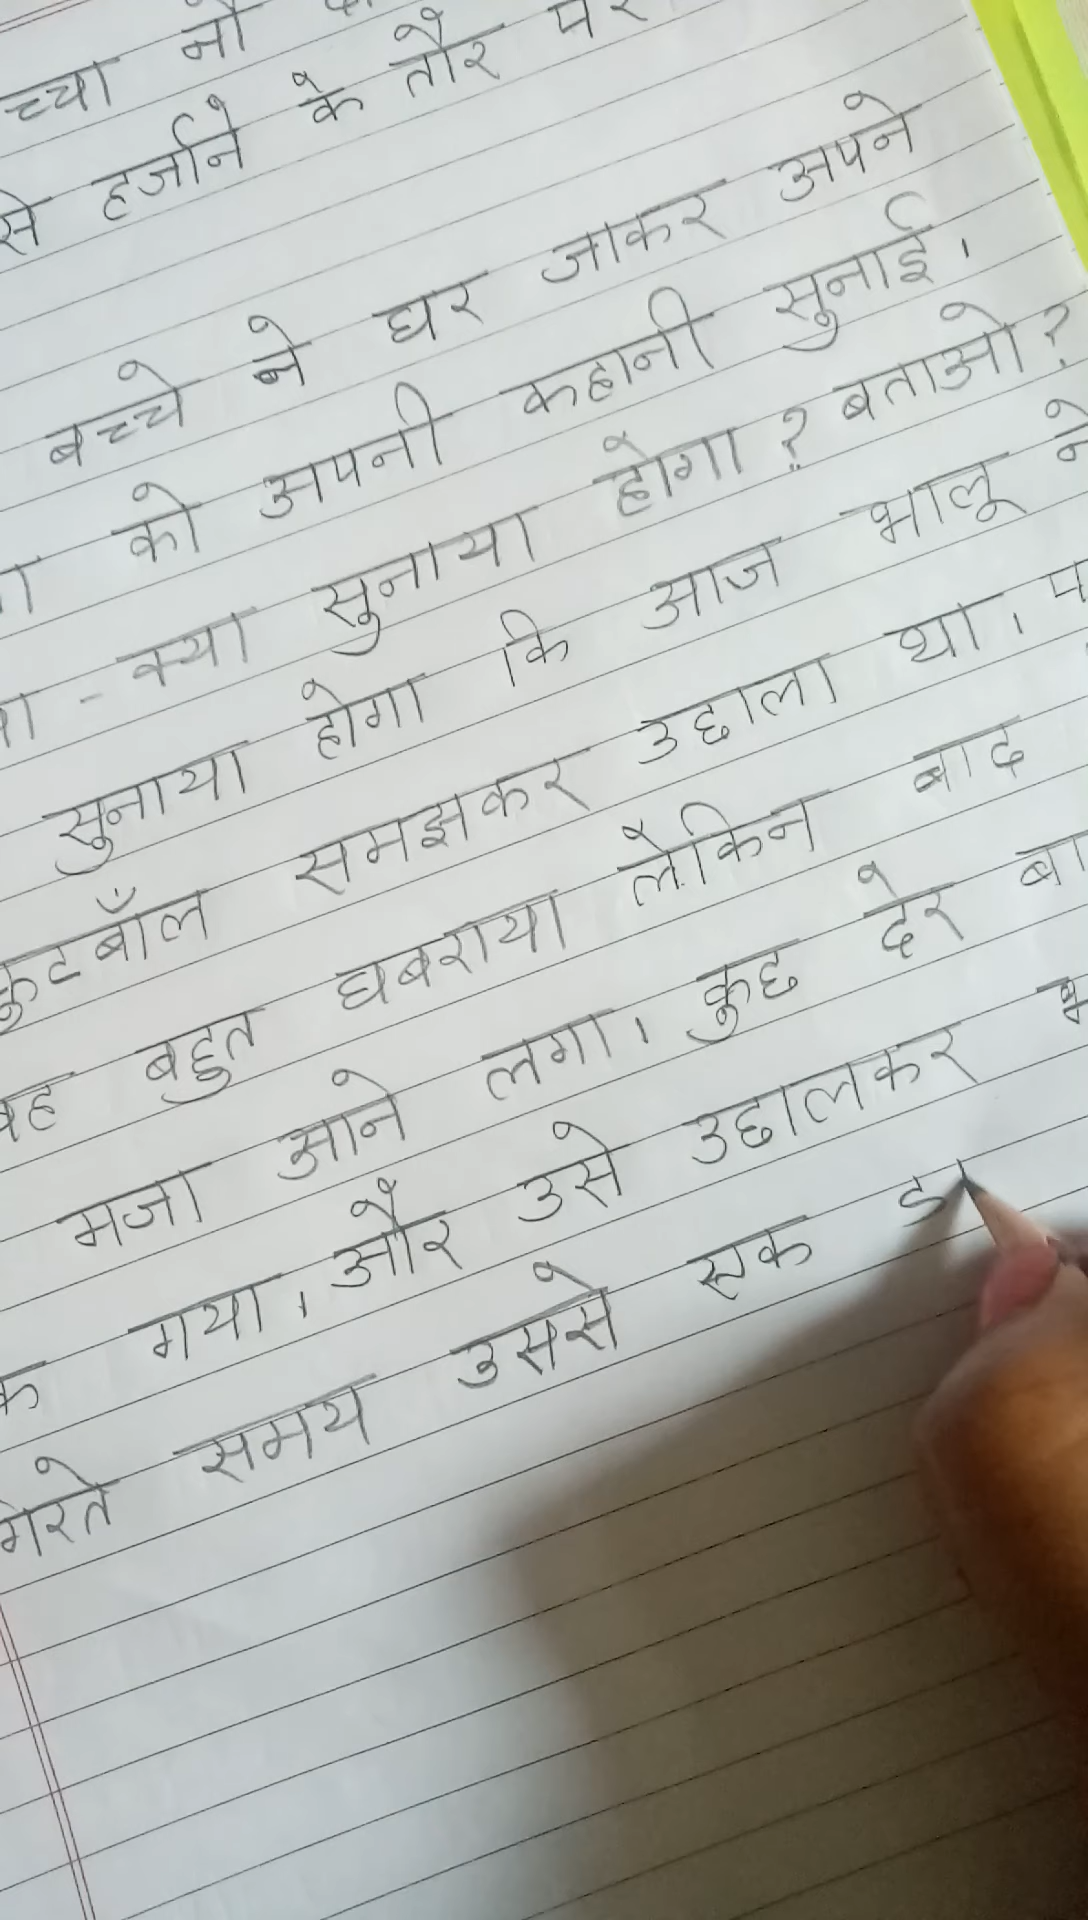 च्चा
से हर्जाने के तौर पर
बच्चे ने घर जाकर अपने
को अपनी कहानी सुनाई।
- क्या सुनाया होगा? बताओ?
सुनाया होगा कि आज भालू ने
फुटबॉल समझकर उछाला था।
वह बहुत घबराया लेकिन बाद
मजा आने लगा। कुछ देर
गया। और उसे उछालकर
गिरते समय उससे एक